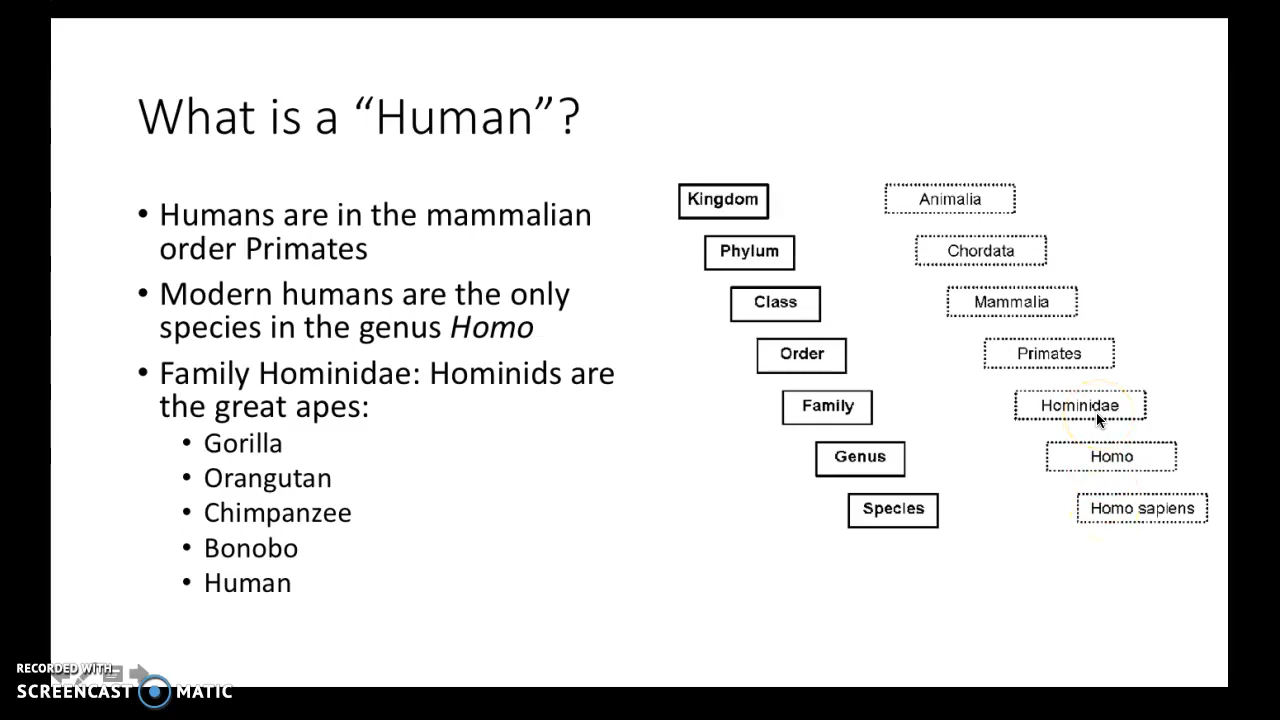 What is a “Human”?
• Humans are in the mammalian
order Primates
• Modern humans are the only
species in the genus Homo
• Family Hominidae: Hominids are
the great apes:
• Gorilla
• Orangutan
• Chimpanzee
• Bonobo
• Human
Kingdom Animalia
Phylum Chordata
Class Mammalia
Order Primates
Family Hominidae
Genus Homo
Species Homo sapiens
RECORDED WITH
SCREENCAST MATIC